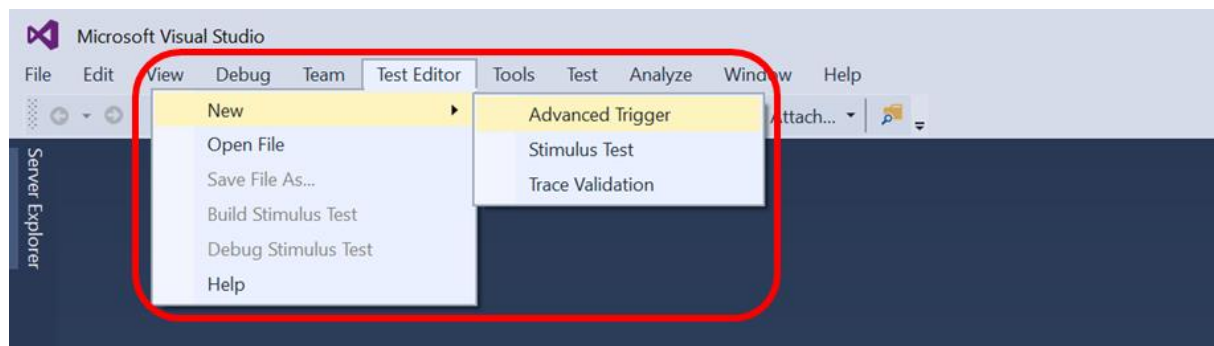 Microsoft Visual Studio
File Edit View Debug Team Test Editor Tools Test Analyze Window Help
New Advanced Trigger Attach...
Open File Stimulus Test
Save File As... Trace Validation
Build Stimulus Test
Debug Stimulus Test
Help
Server Explorer